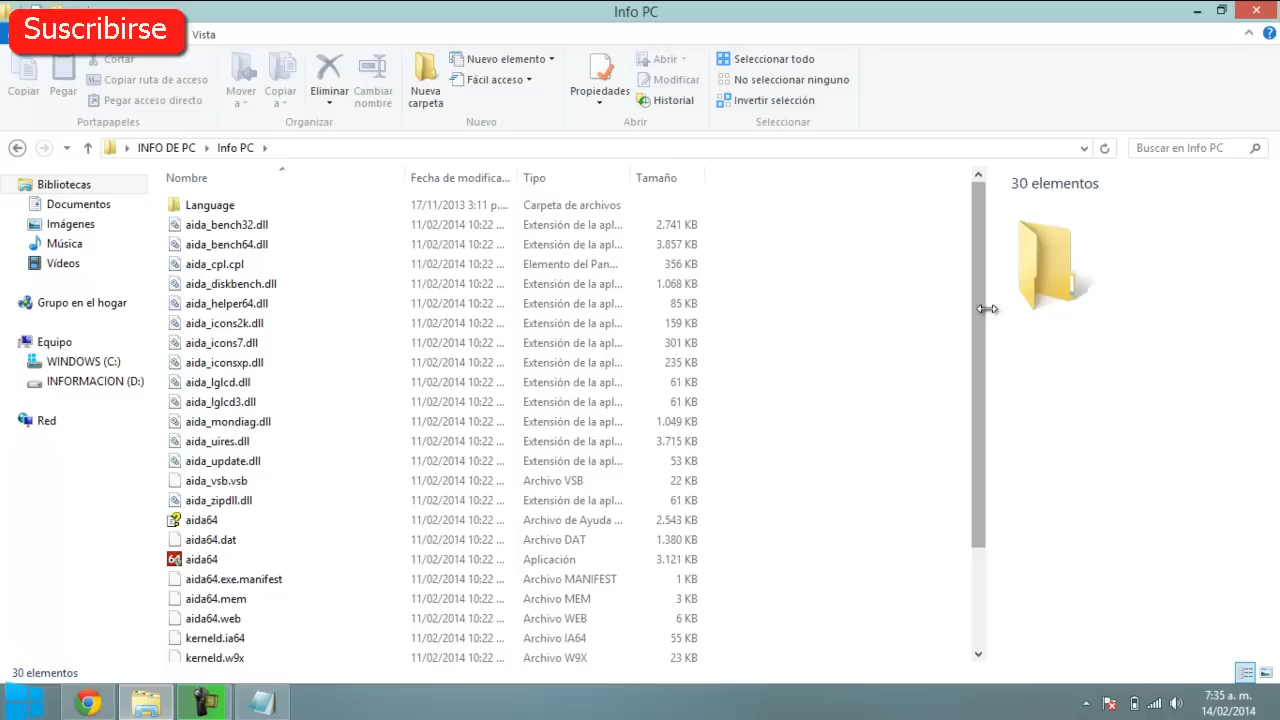 Info PC
Suscribirse
Vista
Copiar
Pegar
Cortar
Copiar ruta de acceso
Pegar acceso directo
Portapapeles
Mover a
Copiar a
Eliminar
Cambiar nombre
Organizar
Nueva carpeta
Nuevo elemento
Fácil acceso
Nuevo
Propiedades
Abrir
Modificar
Historial
Abrir
Seleccionar todo
No seleccionar ninguno
Invertir selección
Seleccionar
INFO DE PC
Info PC
Buscar en Info PC
Bibliotecas
Documentos
Imágenes
Música
Vídeos
Grupo en el hogar
Equipo
WINDOWS (C:)
INFORMACION (D:)
Red
Nombre Fecha de modifica... Tipo Tamaño
Language 17/11/2013 3:11 p.... Carpeta de archivos
aida_bench32.dll 11/02/2014 10:22 ... Extensión de la apl... 2.741 KB
aida_bench64.dll 11/02/2014 10:22 ... Extensión de la apl... 3.857 KB
aida_cpl.cpl 11/02/2014 10:22 ... Elemento del Pan... 356 KB
aida_diskbench.dll 11/02/2014 10:22 ... Extensión de la apl... 1.068 KB
aida_helper64.dll 11/02/2014 10:22 ... Extensión de la apl... 85 KB
aida_icons2k.dll 11/02/2014 10:22 ... Extensión de la apl... 159 KB
aida_icons7.dll 11/02/2014 10:22 ... Extensión de la apl... 301 KB
aida_iconsxp.dll 11/02/2014 10:22 ... Extensión de la apl... 235 KB
aida_lglcd.dll 11/02/2014 10:22 ... Extensión de la apl... 61 KB
aida_lglcd3.dll 11/02/2014 10:22 ... Extensión de la apl... 61 KB
aida_mondiag.dll 11/02/2014 10:22 ... Extensión de la apl... 1.049 KB
aida_uires.dll 11/02/2014 10:22 ... Extensión de la apl... 3.715 KB
aida_update.dll 11/02/2014 10:22 ... Extensión de la apl... 53 KB
aida_vsb.vsb 11/02/2014 10:22 ... Archivo VSB 22 KB
aida_zipdll.dll 11/02/2014 10:22 ... Extensión de la apl... 61 KB
aida64 11/02/2014 10:22 ... Archivo de Ayuda ... 2.543 KB
aida64.dat 11/02/2014 10:22 ... Archivo DAT 1.380 KB
64 aida64 11/02/2014 10:22 ... Aplicación 3.121 KB
aida64.exe.manifest 11/02/2014 10:22 ... Archivo MANIFEST 1 KB
aida64.mem 11/02/2014 10:22 ... Archivo MEM 3 KB
aida64.web 11/02/2014 10:22 ... Archivo WEB 6 KB
kerneld.ia64 11/02/2014 10:22 ... Archivo IA64 55 KB
kerneld.w9x 11/02/2014 10:22 ... Archivo W9X 23 KB
30 elementos
30 elementos
7:35 a. m.
14/02/2014